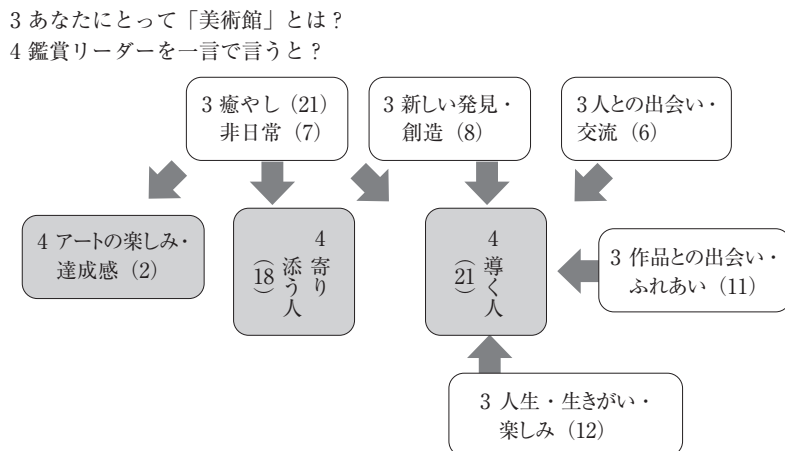 3 あなたにとって「美術館」とは？
4 鑑賞リーダーを一言で言うと？
3 癒やし（21）
非日常（7）
3 新しい発見・
創造（8）
3人との出会い・
交流（6）
4 アートの楽しみ・
達成感（2）
4 寄り
添う人
（18）
4 導く人
（21）
3 作品との出会い・
ふれあい（11）
3 人生・生きがい・
楽しみ（12）